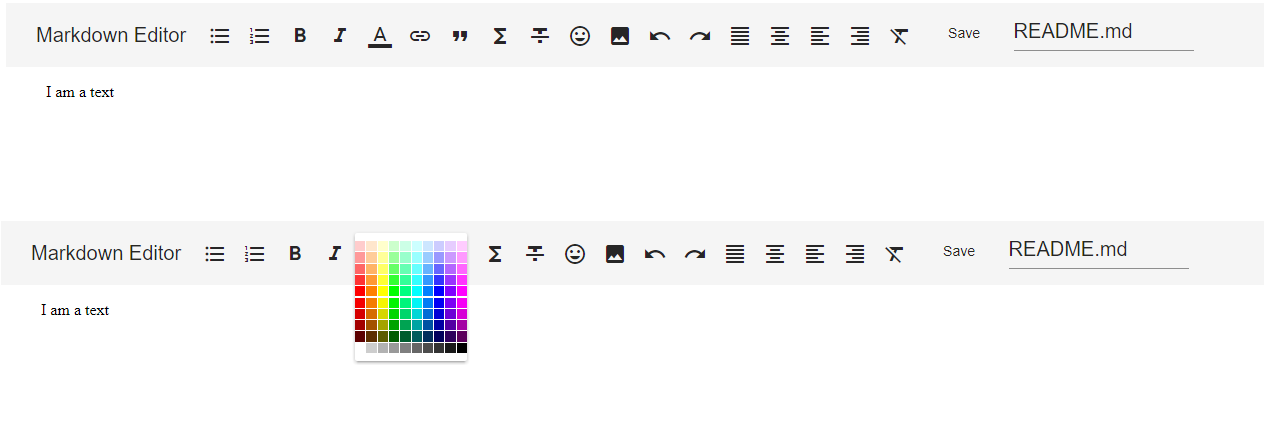 Markdown Editor B I A Save README.md
I am a text
Markdown Editor B I Save README.md
I am a text